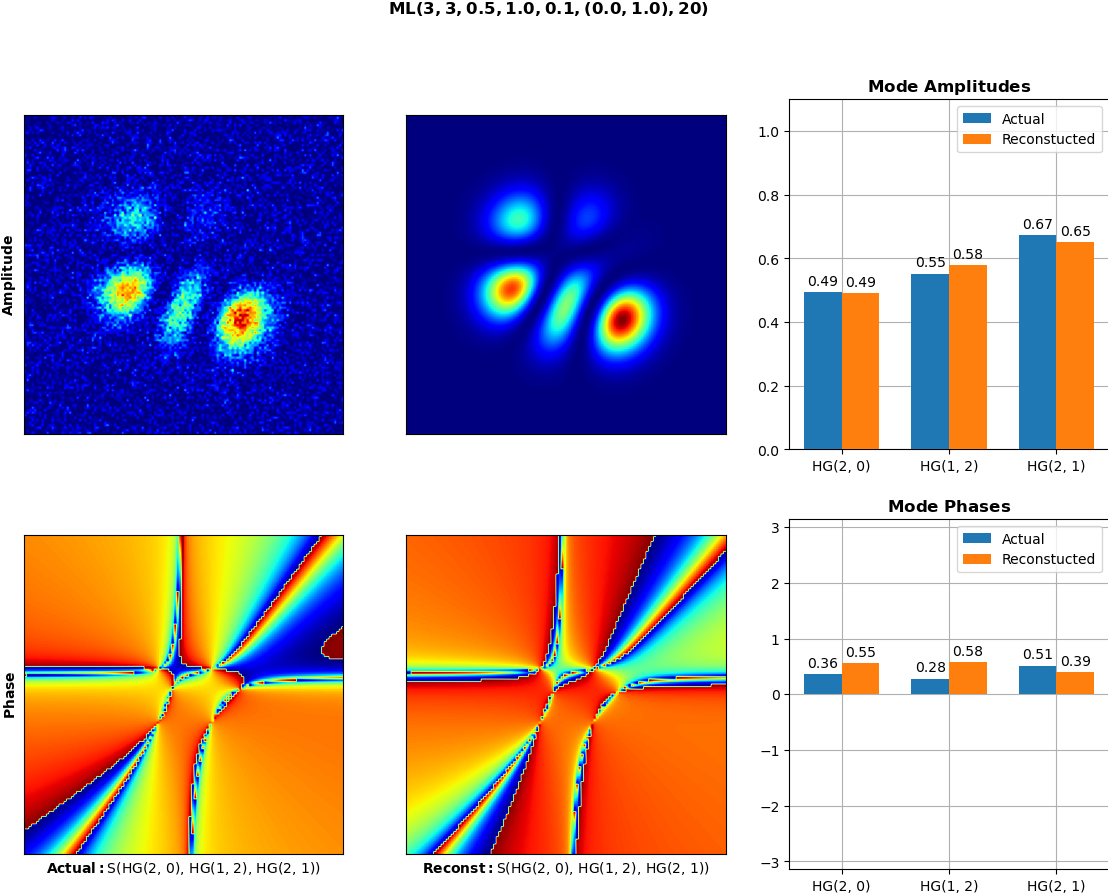 ML(3, 3, 0.5, 1.0, 0.1, (0.0, 1.0), 20)
Amplitude
Mode Amplitudes
Actual
Reconstucted
1.0
0.8
0.6
0.4
0.2
0.0
0.49
0.49
0.55
0.58
0.67
0.65
HG(2, 0)
HG(1, 2)
HG(2, 1)
Phase
Actual: S(HG(2, 0), HG(1, 2), HG(2, 1))
Reconst: S(HG(2, 0), HG(1, 2), HG(2, 1))
Mode Phases
Actual
Reconstucted
3
2
1
0
−1
−2
−3
0.36
0.55
0.28
0.58
0.51
0.39
HG(2, 0)
HG(1, 2)
HG(2, 1)